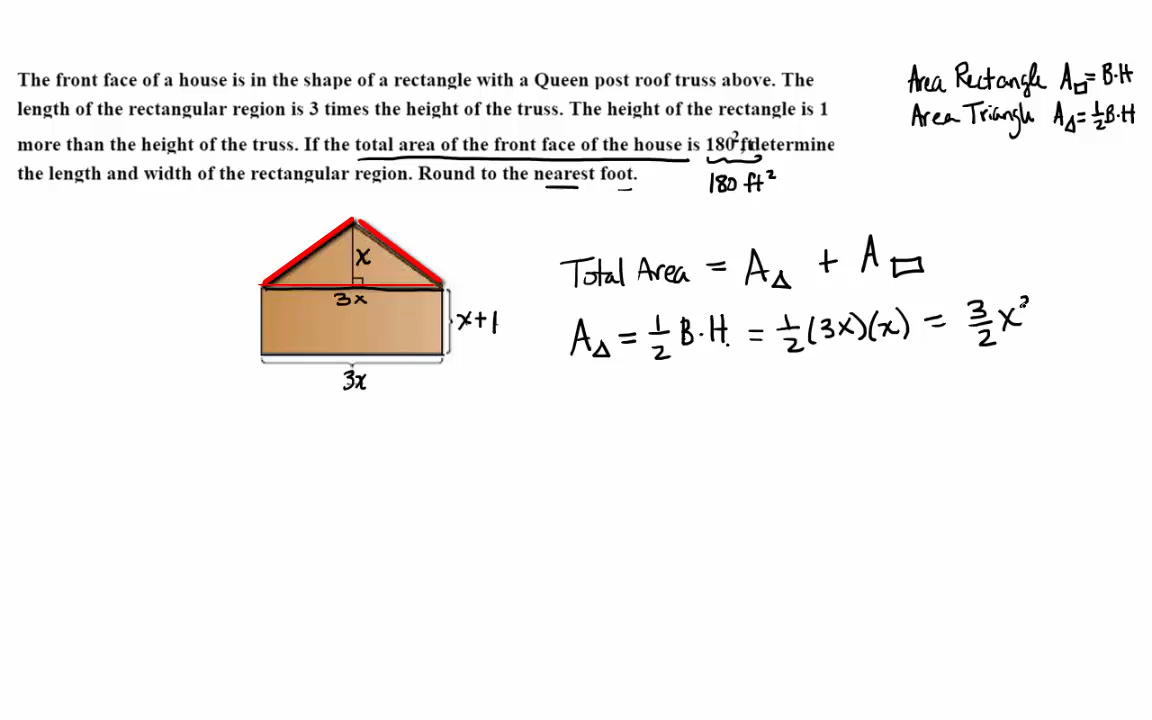 The front face of a house is in the shape of a rectangle with a Queen post roof truss above. The
length of the rectangular region is 3 times the height of the truss. The height of the rectangle is 1
more than the height of the truss. If the total area of the front face of the house is 180 ft² determine
the length and width of the rectangular region. Round to the nearest foot.
180 ft²
Area Rectangle A▭ = B·H
Area Triangle A△ = ½B·H
x
3x
x+1
3x
Total Area = A△ + A▭
A△ = ½ B·H. = ½(3x)(x) = 3/2 x²